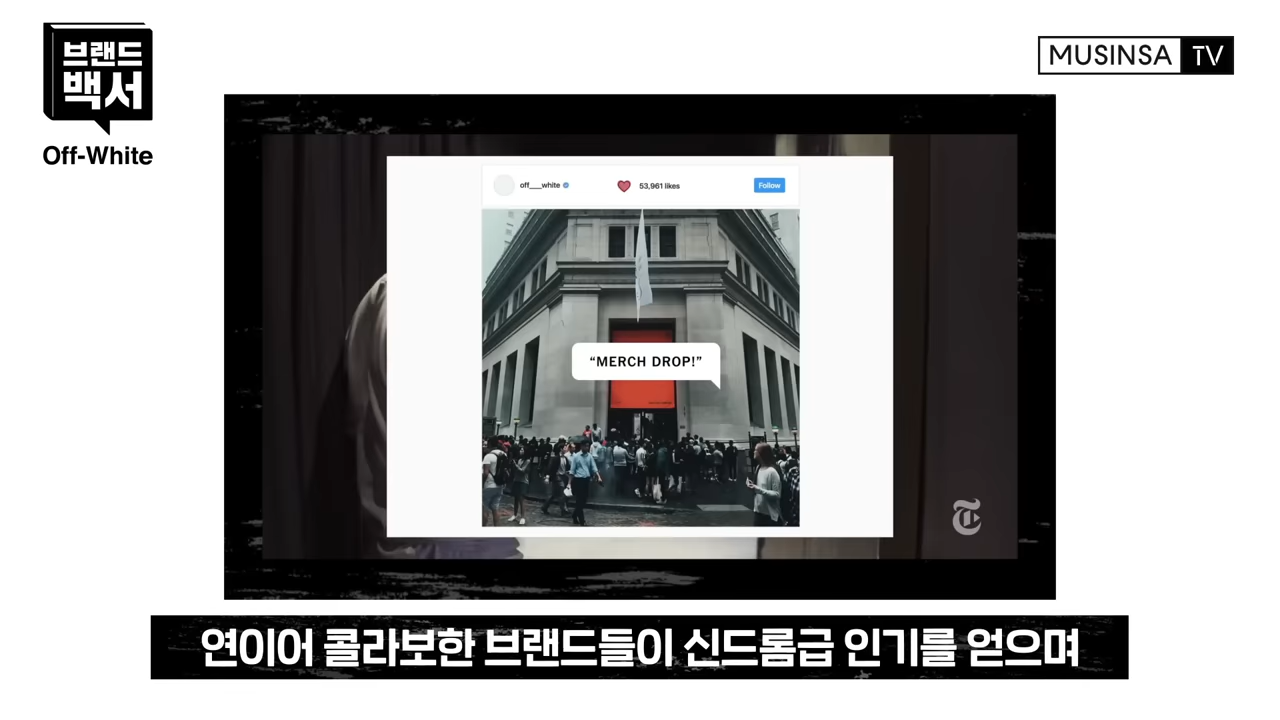 브랜드
백서
Off-White
MUSINSA TV
off___white
53,961 likes
Follow
“MERCH DROP!”
연이어 콜라보한 브랜드들이 신드롬급 인기를 얻으며